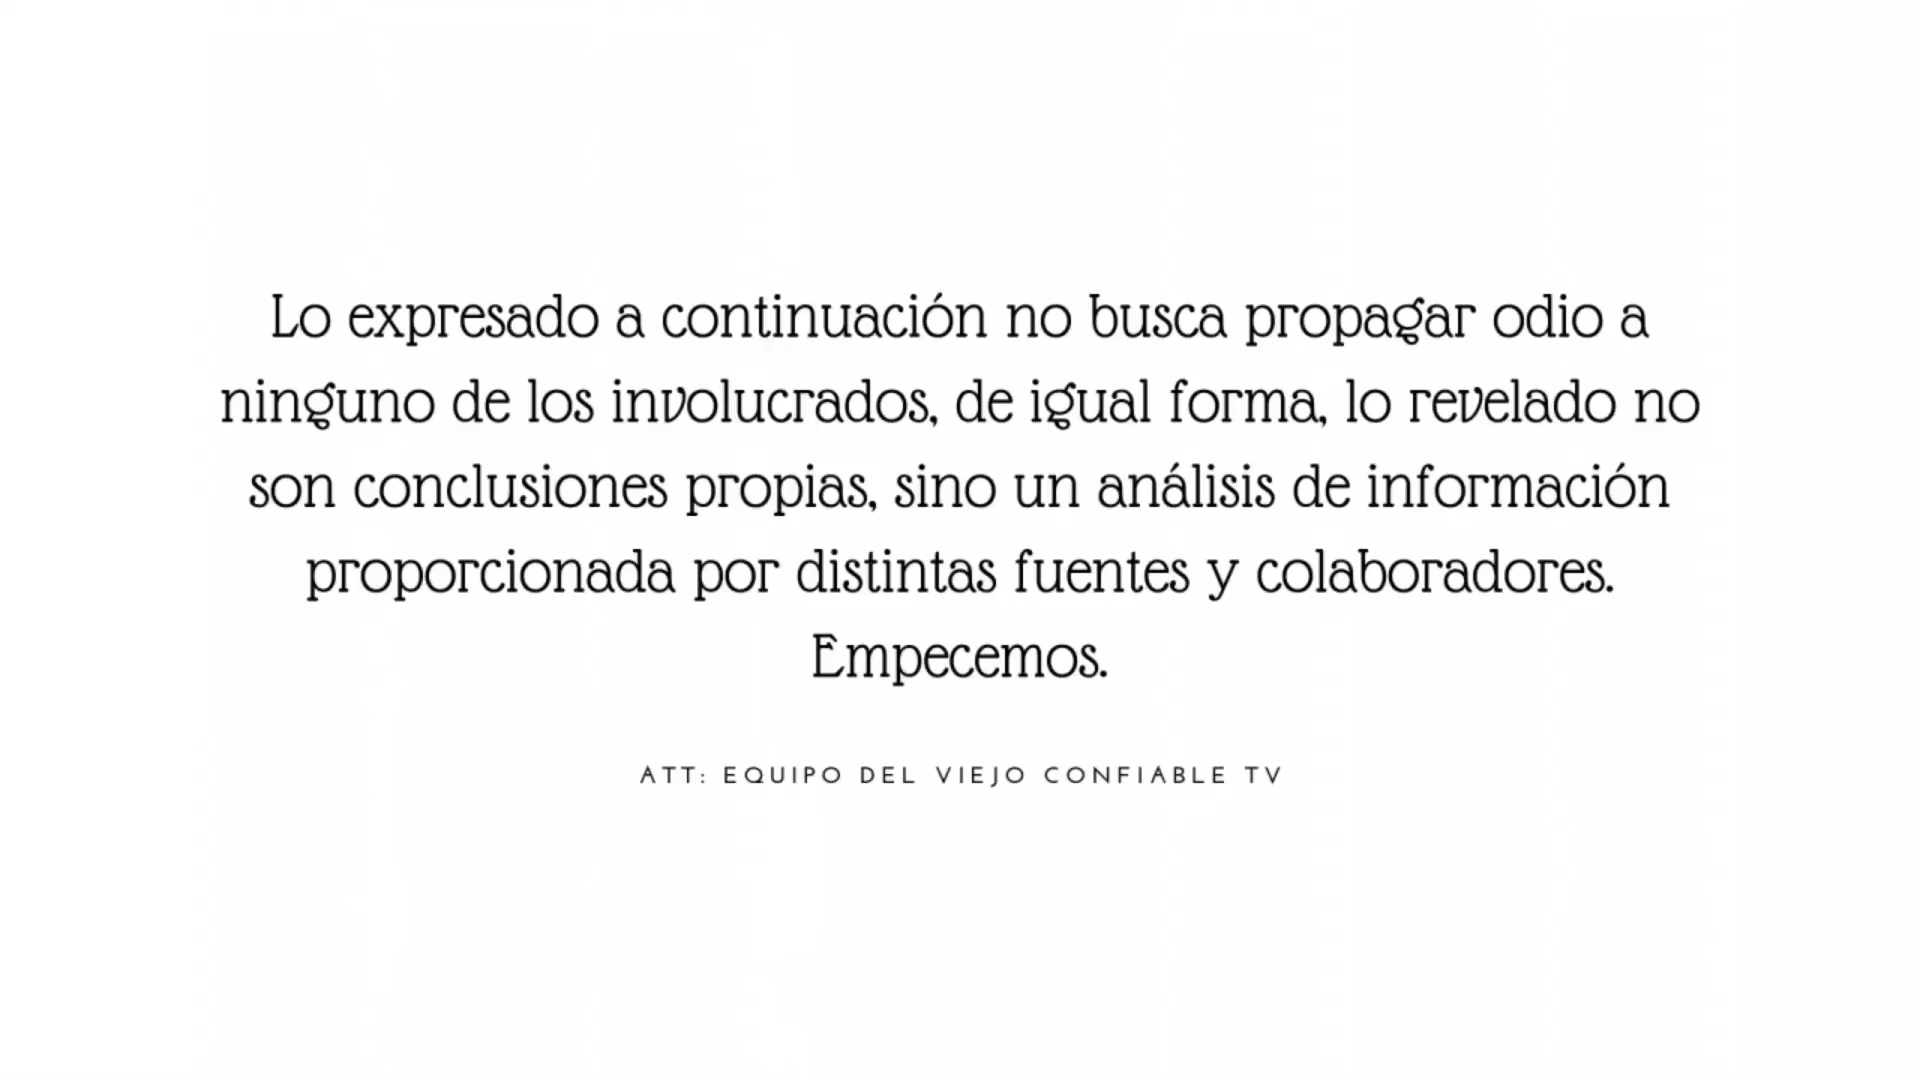 Lo expresado a continuación no busca propagar odio a
ninguno de los involucrados, de igual forma, lo revelado no
son conclusiones propias, sino un análisis de información
proporcionada por distintas fuentes y colaboradores.
Empecemos.
ATT: EQUIPO DEL VIEJO CONFIABLE TV